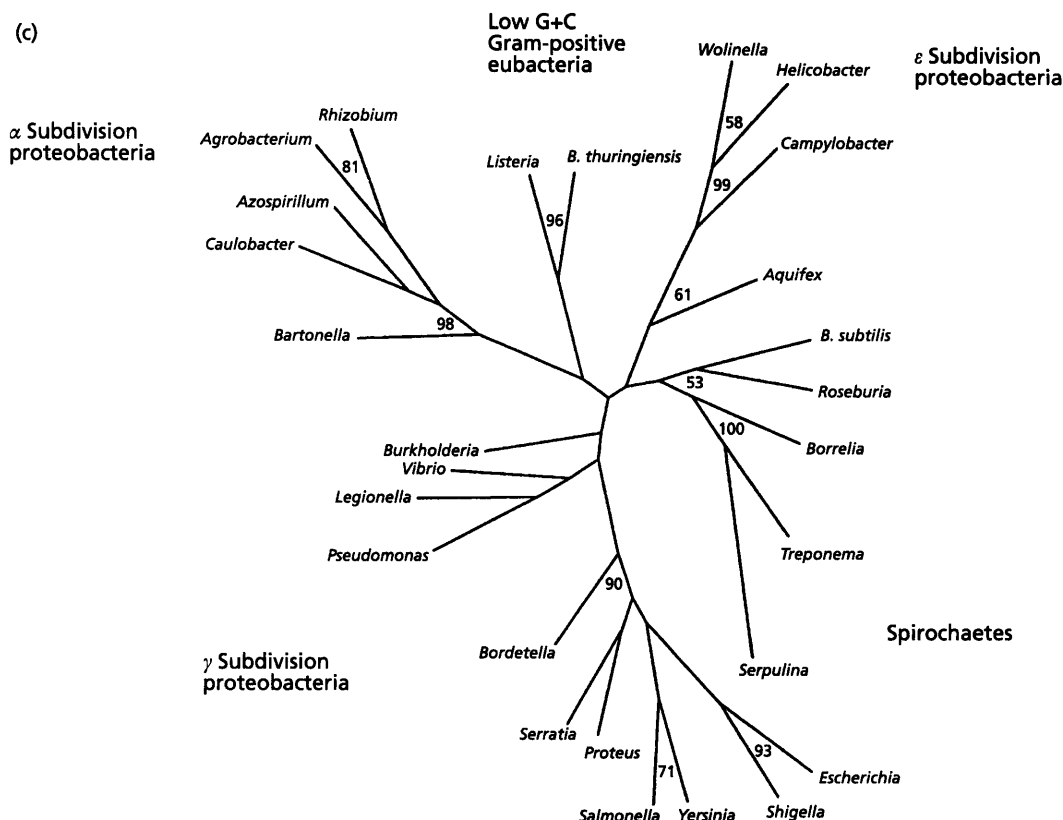 (c)
Low G+C
Gram-positive
eubacteria
Wolinella
Helicobacter
ε Subdivision
proteobacteria
α Subdivision
proteobacteria
Rhizobium
Agrobacterium
81
58
Campylobacter
Listeria
B. thuringiensis
99
96
Azospirillum
Caulobacter
Aquifex
61
98
Bartonella
B. subtilis
53
Roseburia
100
Borrelia
Burkholderia
Vibrio
Legionella
Pseudomonas
Treponema
90
Spirochaetes
Bordetella
Serpulina
γ Subdivision
proteobacteria
Serratia
Proteus
93
71
Escherichia
Salmonella
Yersinia
Shigella